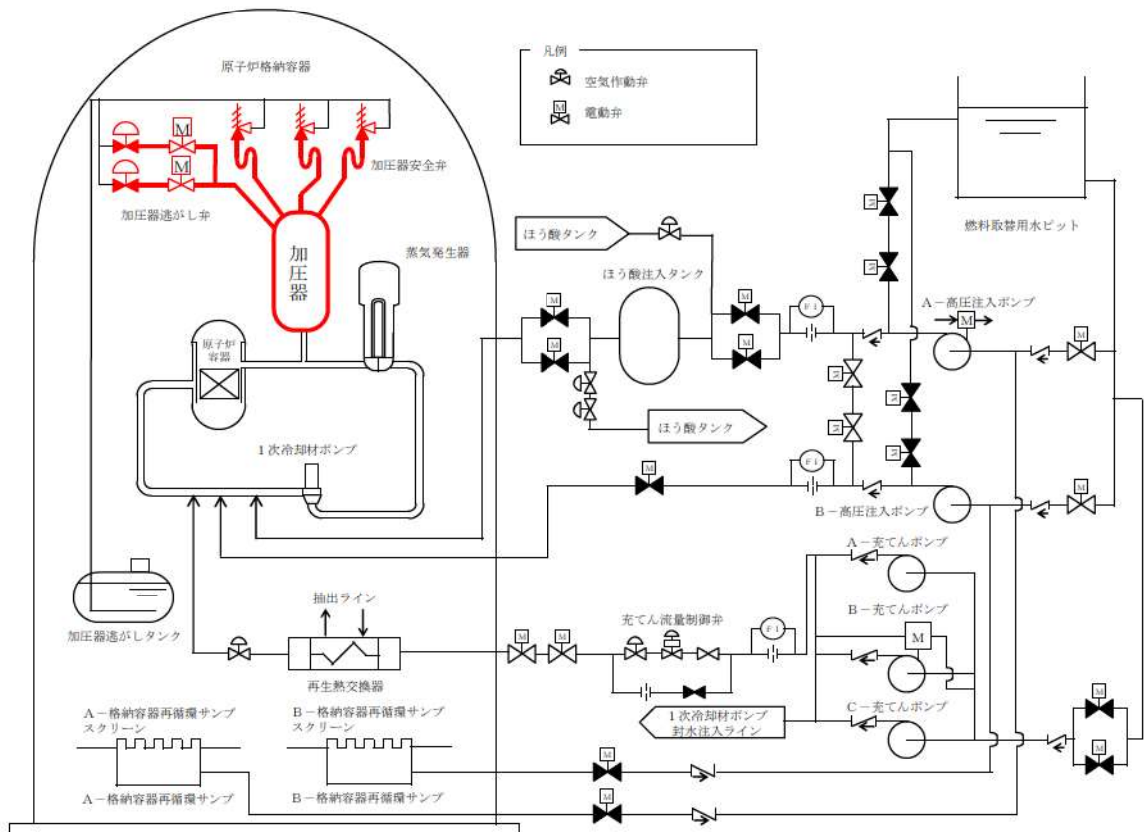 原子炉格納容器
凡例
空気作動弁
M
電動弁
M
M
加圧器安全弁
加圧器逃がし弁
加圧器
蒸気発生器
原子炉
容器
1次冷却材ポンプ
加圧器逃がしタンク
ほう酸タンク
ほう酸注入タンク
M
M
M
M
FI
ほう酸タンク
M
M
M
M
M
M
燃料取替用水ピット
A-高圧注入ポンプ
M
M
M
M
FI
B-高圧注入ポンプ
M
A-充てんポンプ
B-充てんポンプ
M
C-充てんポンプ
抽出ライン
再生熱交換器
M
M
充てん流量制御弁
FI
1次冷却材ポンプ
封水注入ライン
M
M
A-格納容器再循環サンプ
スクリーン
B-格納容器再循環サンプ
スクリーン
M
M
A-格納容器再循環サンプ
B-格納容器再循環サンプ